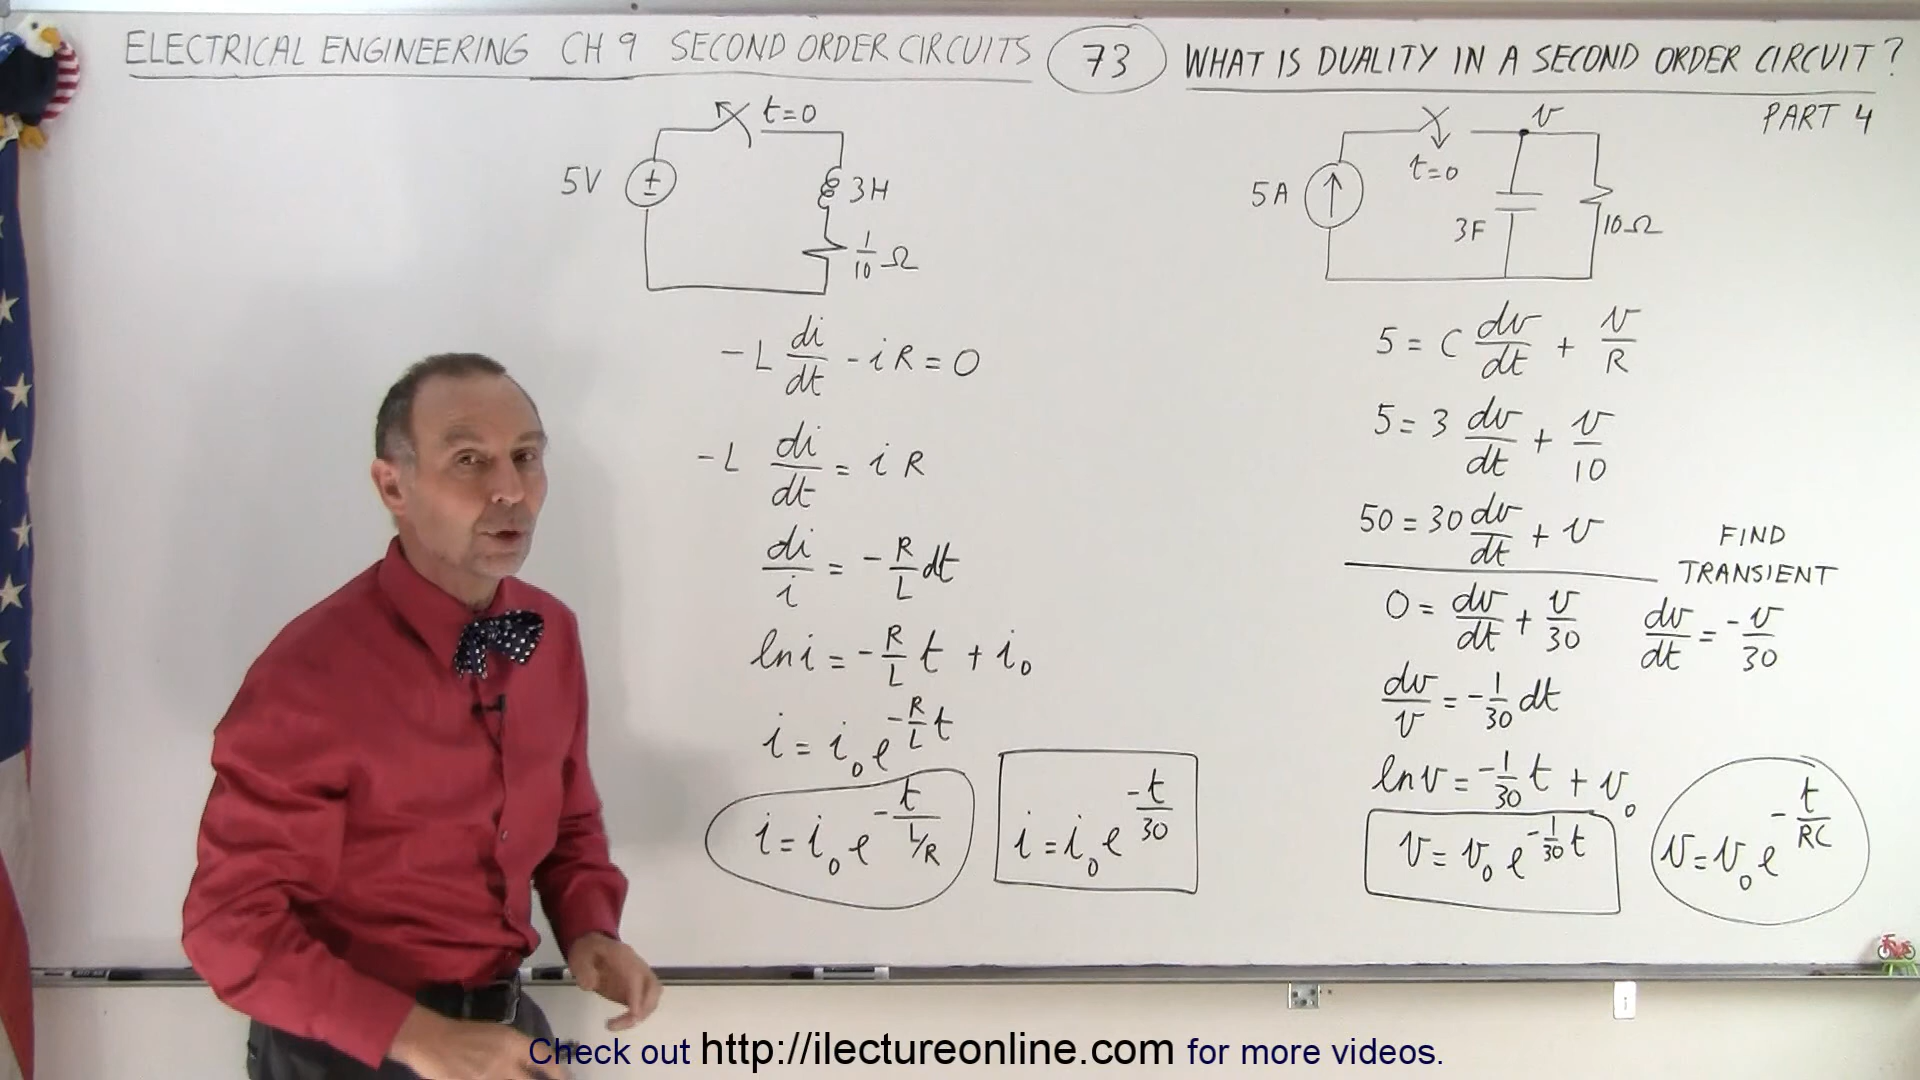 ELECTRICAL ENGINEERING CH 9 SECOND ORDER CIRCUITS 73 WHAT IS DUALITY IN A SECOND ORDER CIRCUIT?
PART 4
t=0
5V
±
3H
1/10 Ω
-L di/dt - iR = 0
-L di/dt = i R
di/i = -R/L dt
ln i = -R/L t + i₀
i = i₀ e^(-R/L t)
i = i₀ e^(-t/(L/R))
i = i₀ e^(-t/30)
v
t=0
5A
3F
10Ω
5 = C dv/dt + v/R
5 = 3 dv/dt + v/10
50 = 30 dv/dt + v
FIND
TRANSIENT
0 = dv/dt + v/30
dv/dt = -v/30
dv/v = -1/30 dt
ln v = -1/30 t + v₀
v = v₀ e^(-1/30 t)
v = v₀ e^(-t/RC)
Check out http://ilectureonline.com for more videos.